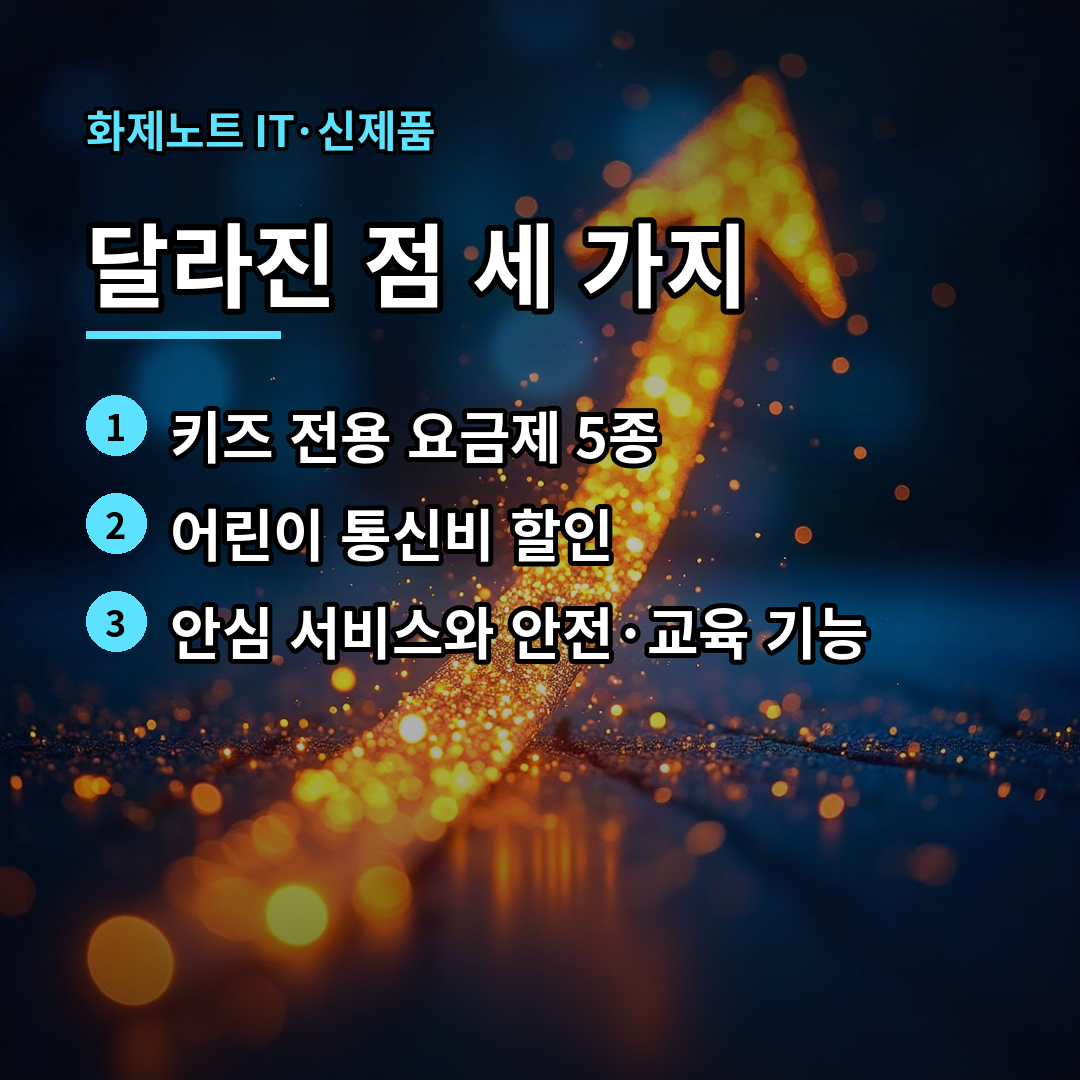 화제노트 IT·신제품
달라진 점 세 가지
1 키즈 전용 요금제 5종
2 어린이 통신비 할인
3 안심 서비스와 안전·교육 기능